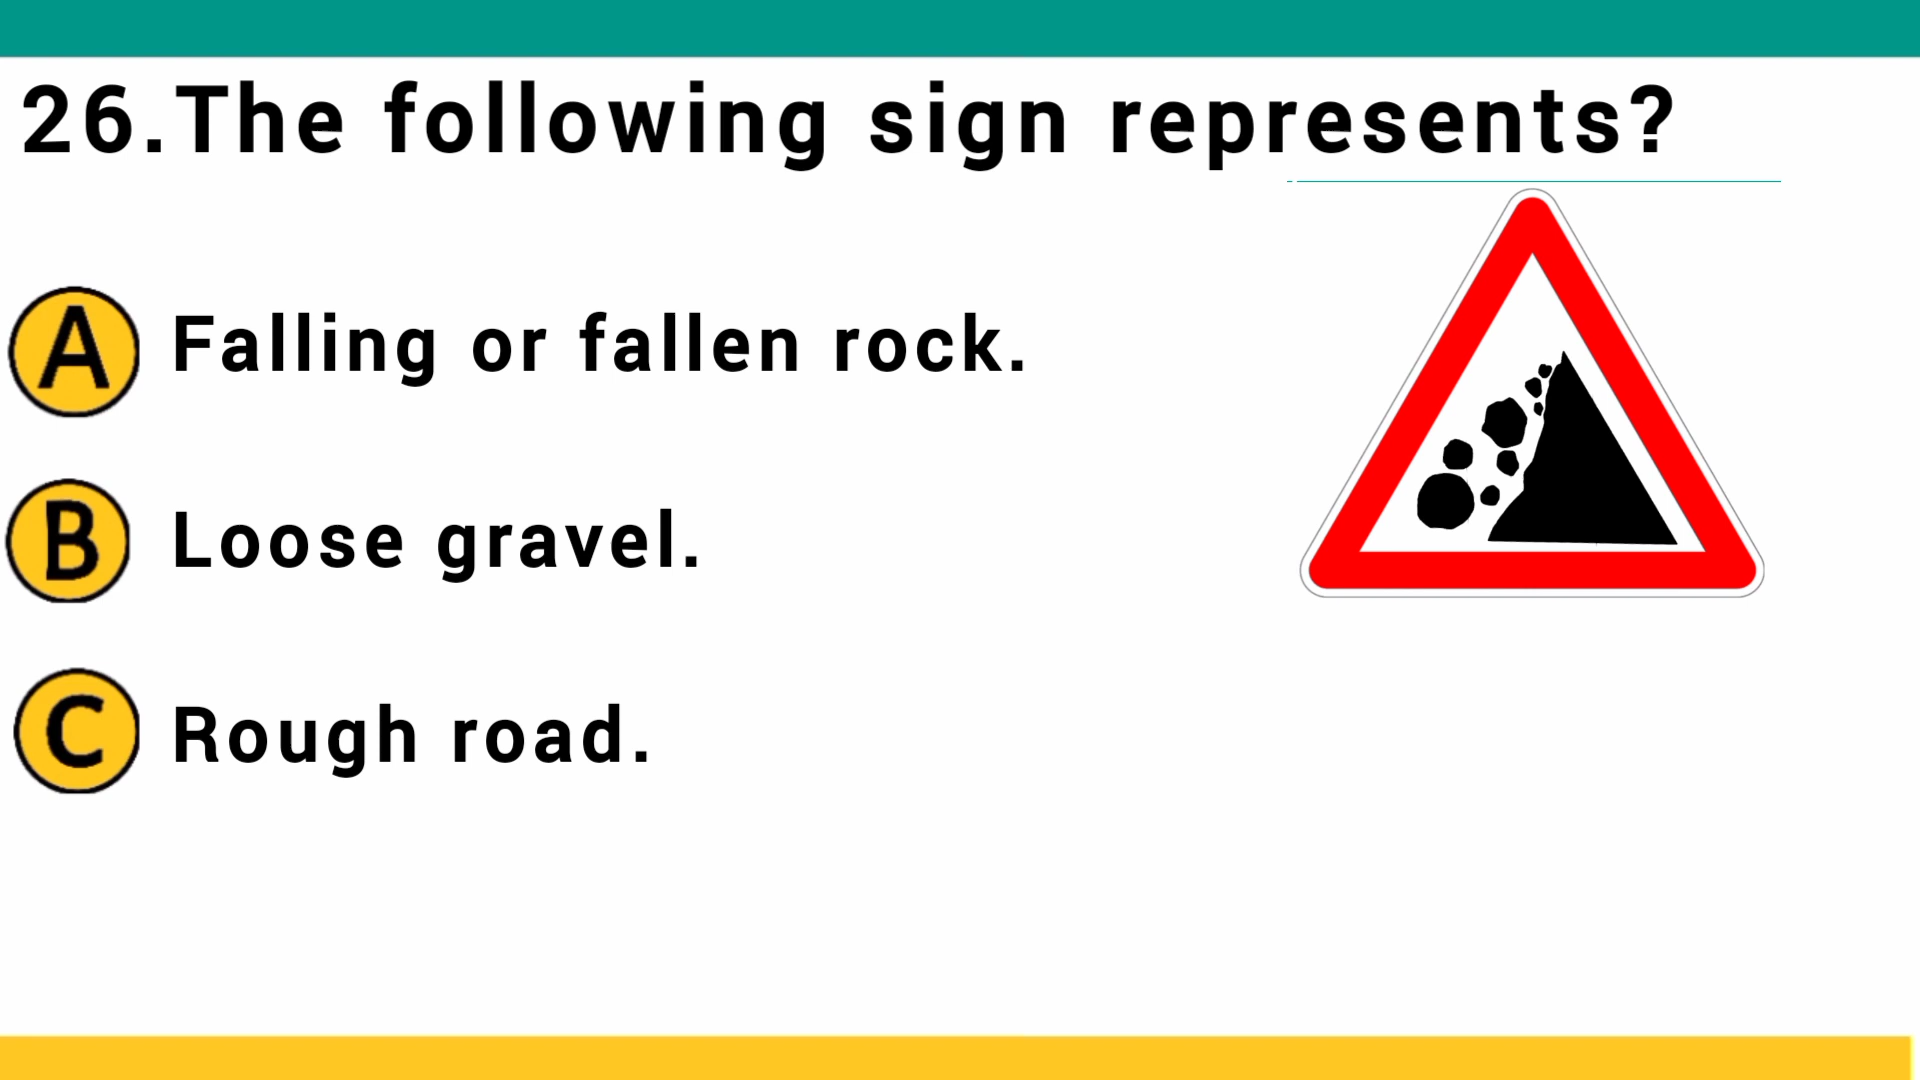 26.The following sign represents?
A Falling or fallen rock.
B Loose gravel.
C Rough road.